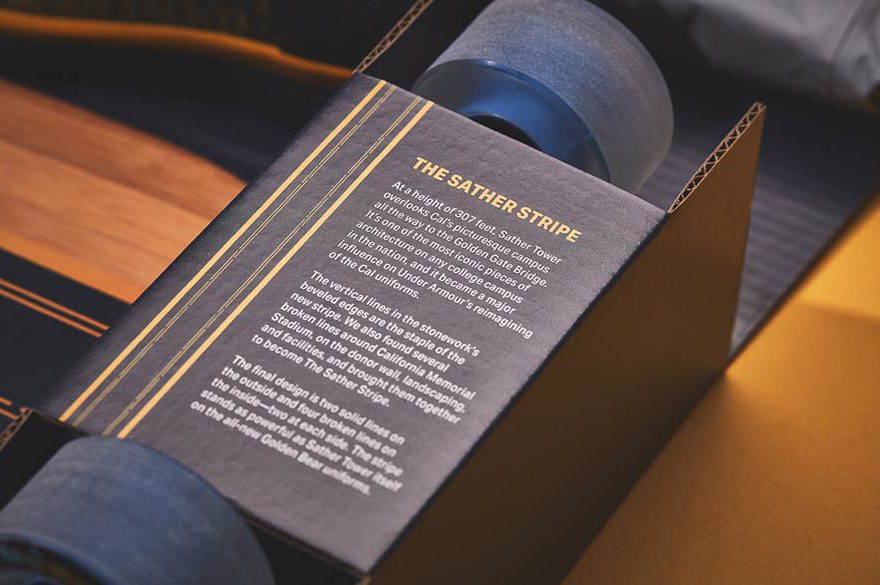 THE SATHER STRIPE
At a height of 307 feet, Sather Tower
overlooks Cal's picturesque campus
all the way to the Golden Gate Bridge.
It's one of the most iconic pieces of
architecture on any college campus
in the nation, and it became a major
influence on Under Armour's reimagining
of the Cal uniforms.
The vertical lines in the stonework's
beveled edges are the staple of the
new stripe. We also found several
broken lines around California Memorial
Stadium, on the donor wall, landscaping,
and facilities, and brought them together
to become The Sather Stripe.
The final design is two solid lines on
the outside and four broken lines on
the inside—two at each side. The stripe
stands as powerful as Sather Tower itself
on the all-new Golden Bear uniforms.